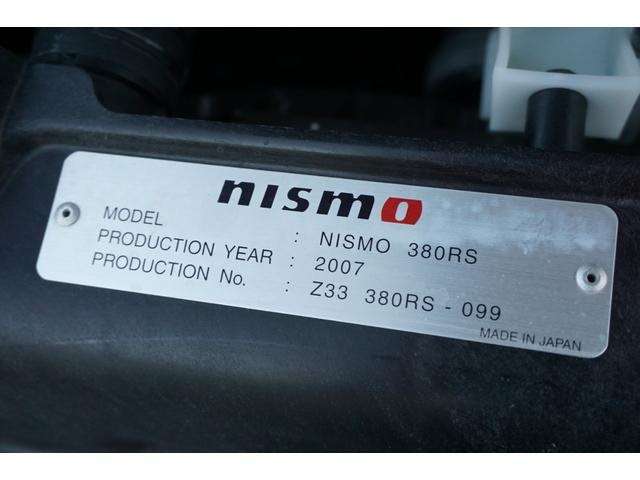 nismo
MODEL : NISMO 380RS
PRODUCTION YEAR : 2007
PRODUCTION No. : Z33 380RS - 099
MADE IN JAPAN